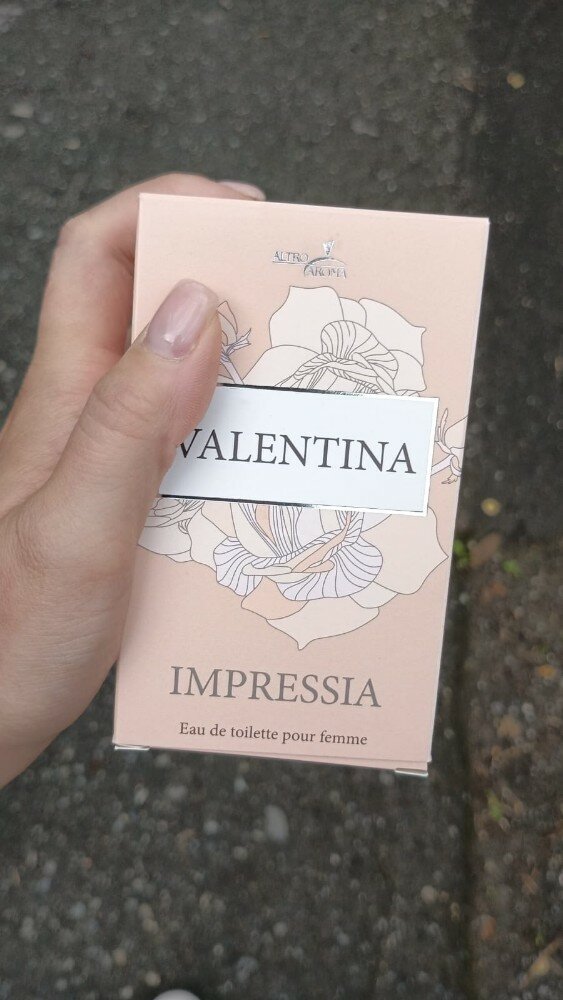 ALTRO
AROMA
VALENTINA
IMPRESSIA
Eau de toilette pour femme